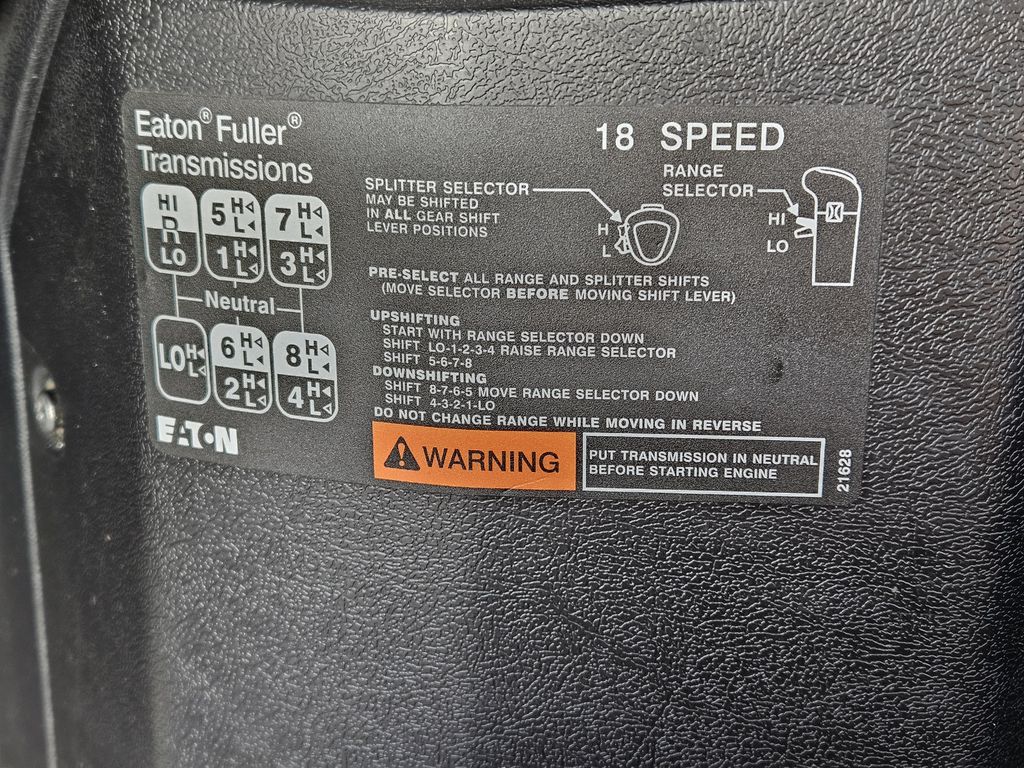 Eaton® Fuller®
Transmissions
18 SPEED
HI
R
LO
5 H
L
1 H
L
7 H
L
3 H
L
Neutral
LO H
L
6 H
L
2 H
L
8 H
L
4 H
L
EATON
SPLITTER SELECTOR
MAY BE SHIFTED
IN ALL GEAR SHIFT
LEVER POSITIONS
H
L
RANGE
SELECTOR
HI
LO
PRE-SELECT ALL RANGE AND SPLITTER SHIFTS
(MOVE SELECTOR BEFORE MOVING SHIFT LEVER)
UPSHIFTING
START WITH RANGE SELECTOR DOWN
SHIFT LO-1-2-3-4 RAISE RANGE SELECTOR
SHIFT 5-6-7-8
DOWNSHIFTING
SHIFT 8-7-6-5 MOVE RANGE SELECTOR DOWN
SHIFT 4-3-2-1-LO
DO NOT CHANGE RANGE WHILE MOVING IN REVERSE
WARNING
PUT TRANSMISSION IN NEUTRAL
BEFORE STARTING ENGINE
21628